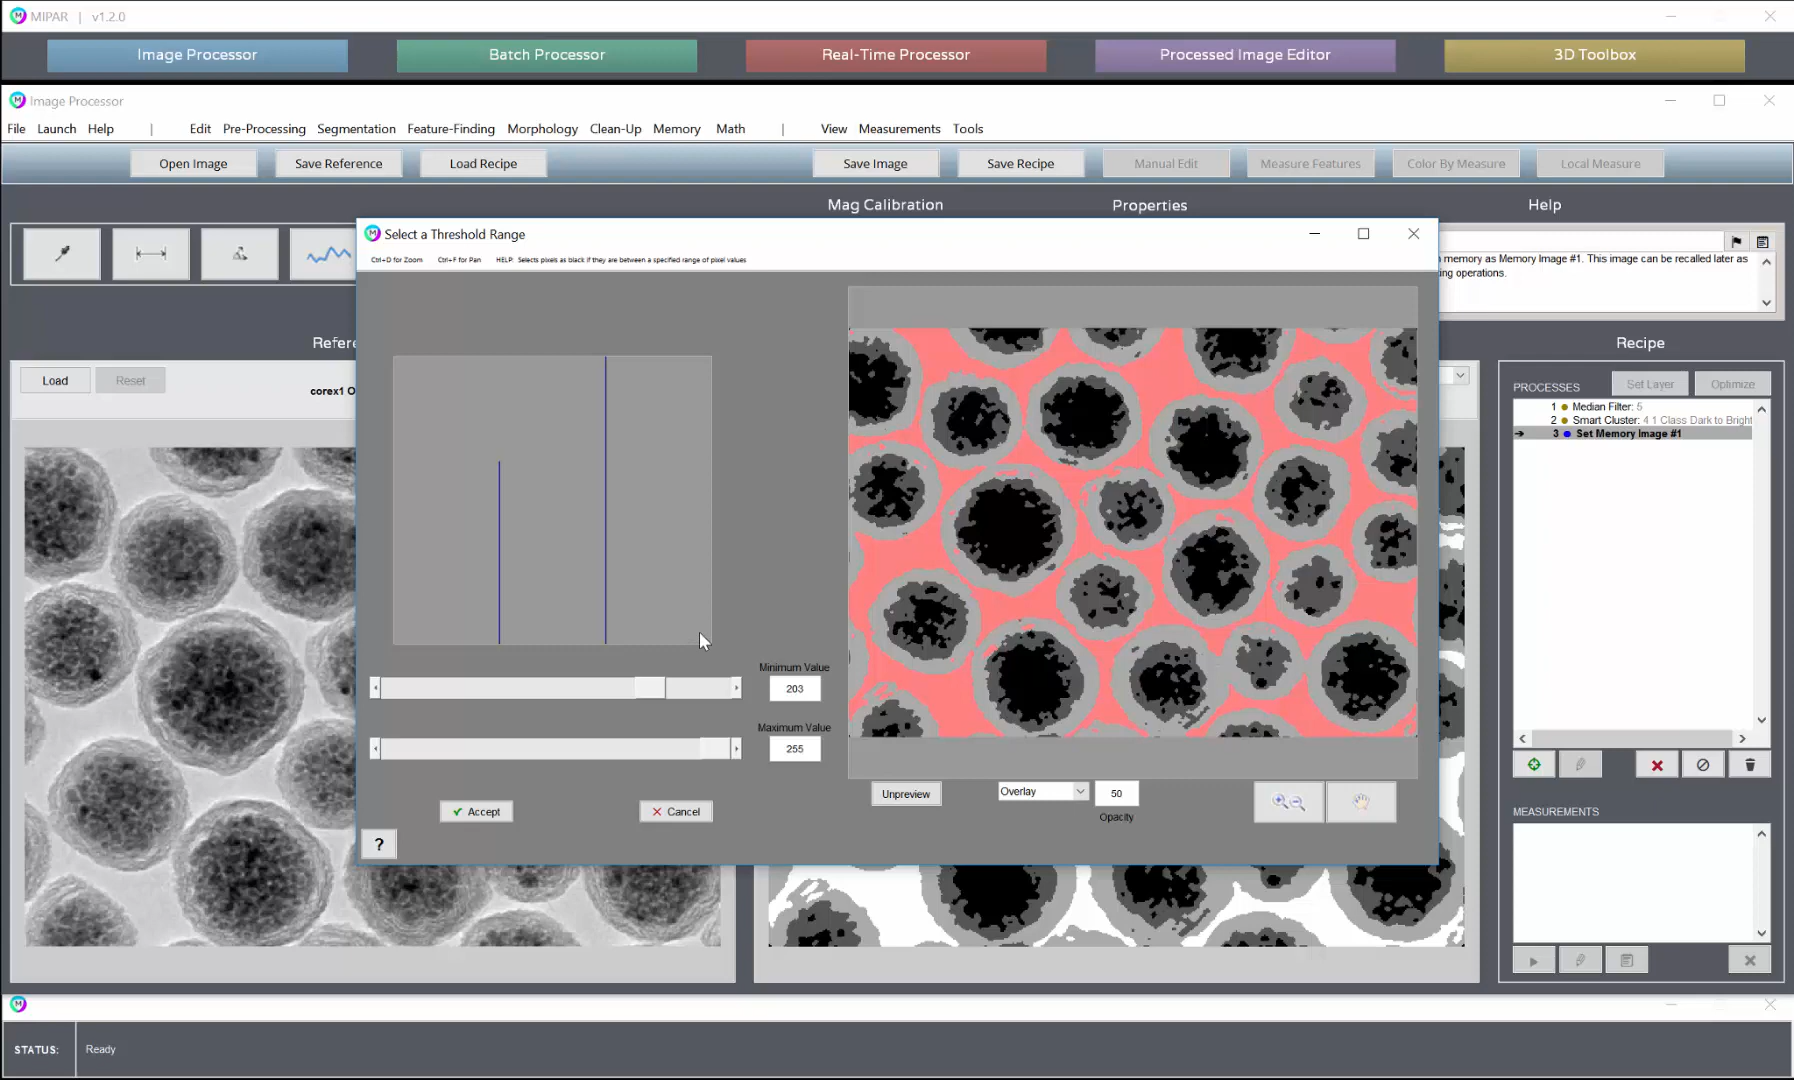 MIPAR | v1.2.0
Image Processor
Batch Processor
Real-Time Processor
Processed Image Editor
3D Toolbox
Image Processor
File Launch Help | Edit Pre-Processing Segmentation Feature-Finding Morphology Clean-Up Memory Math | View Measurements Tools
Open Image
Save Reference
Load Recipe
Save Image
Save Recipe
Manual Edit
Measure Features
Color By Measure
Local Measure
Mag Calibration
Properties
Help
Select a Threshold Range
Ctrl+D for Zoom Ctrl+F for Pan HELP: Selects pixels as black if they are between a specified range of pixel values
memory as Memory Image #1. This image can be recalled later as
ing operations.
Refere
Load
Reset
corex1 O
Minimum Value
203
Maximum Value
255
Accept
Cancel
?
Unpreview
Overlay
50
Opacity
Recipe
PROCESSES
Set Layer
Optimize
1 Median Filter: 5
2 Smart Cluster: 4 1 Class Dark to Bright
3 Set Memory Image #1
MEASUREMENTS
STATUS:
Ready